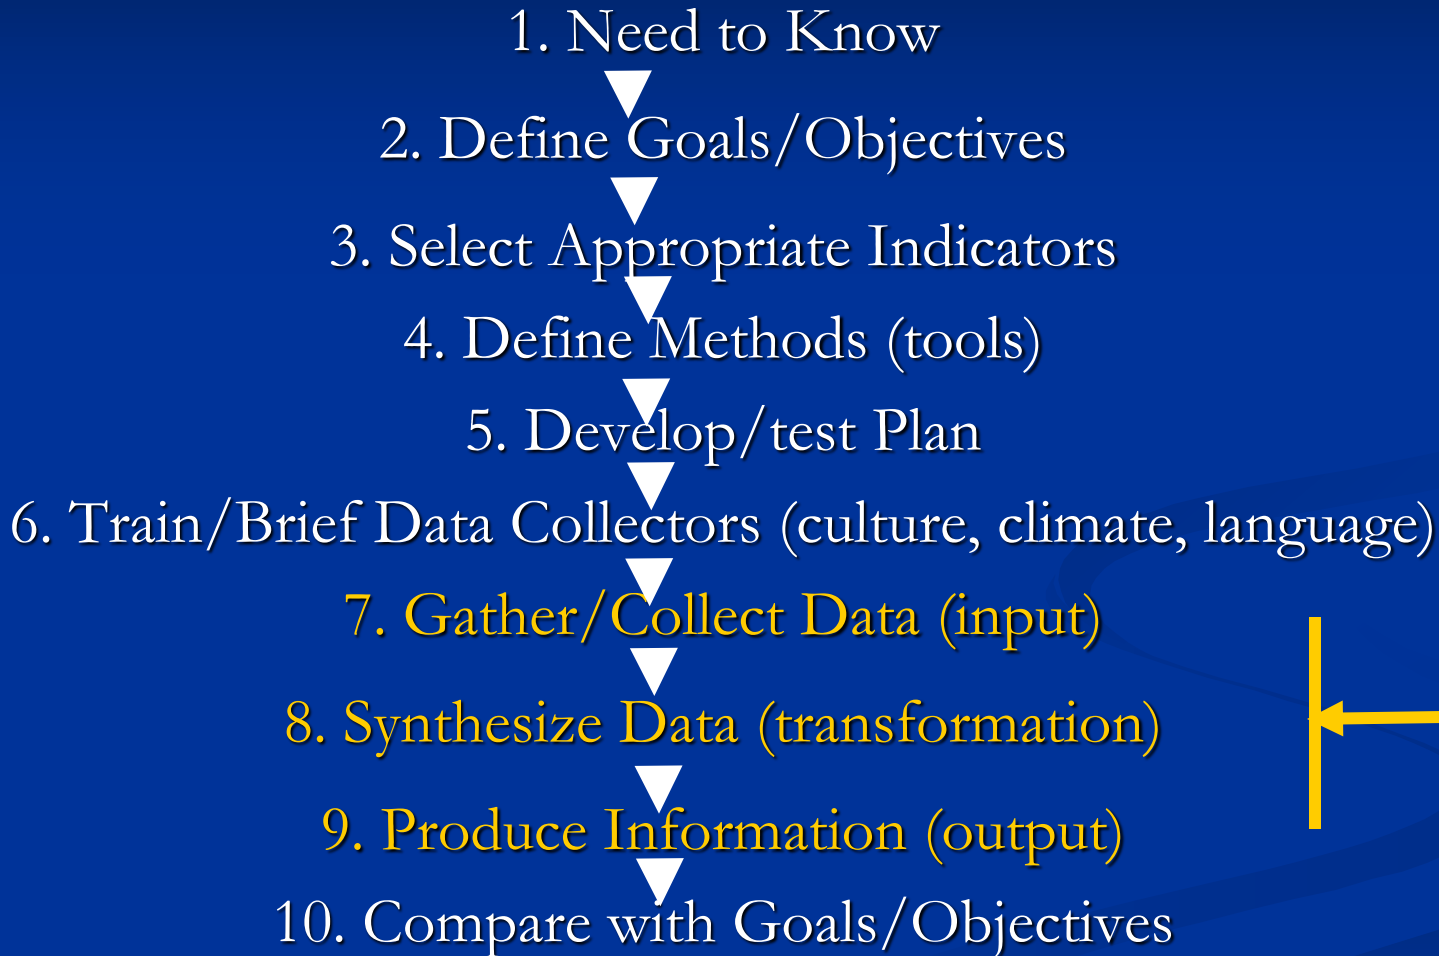 1. Need to Know
2. Define Goals/Objectives
3. Select Appropriate Indicators
4. Define Methods (tools)
5. Develop/test Plan
6. Train/Brief Data Collectors (culture, climate, language)
7. Gather/Collect Data (input)
8. Synthesize Data (transformation)
9. Produce Information (output)
10. Compare with Goals/Objectives